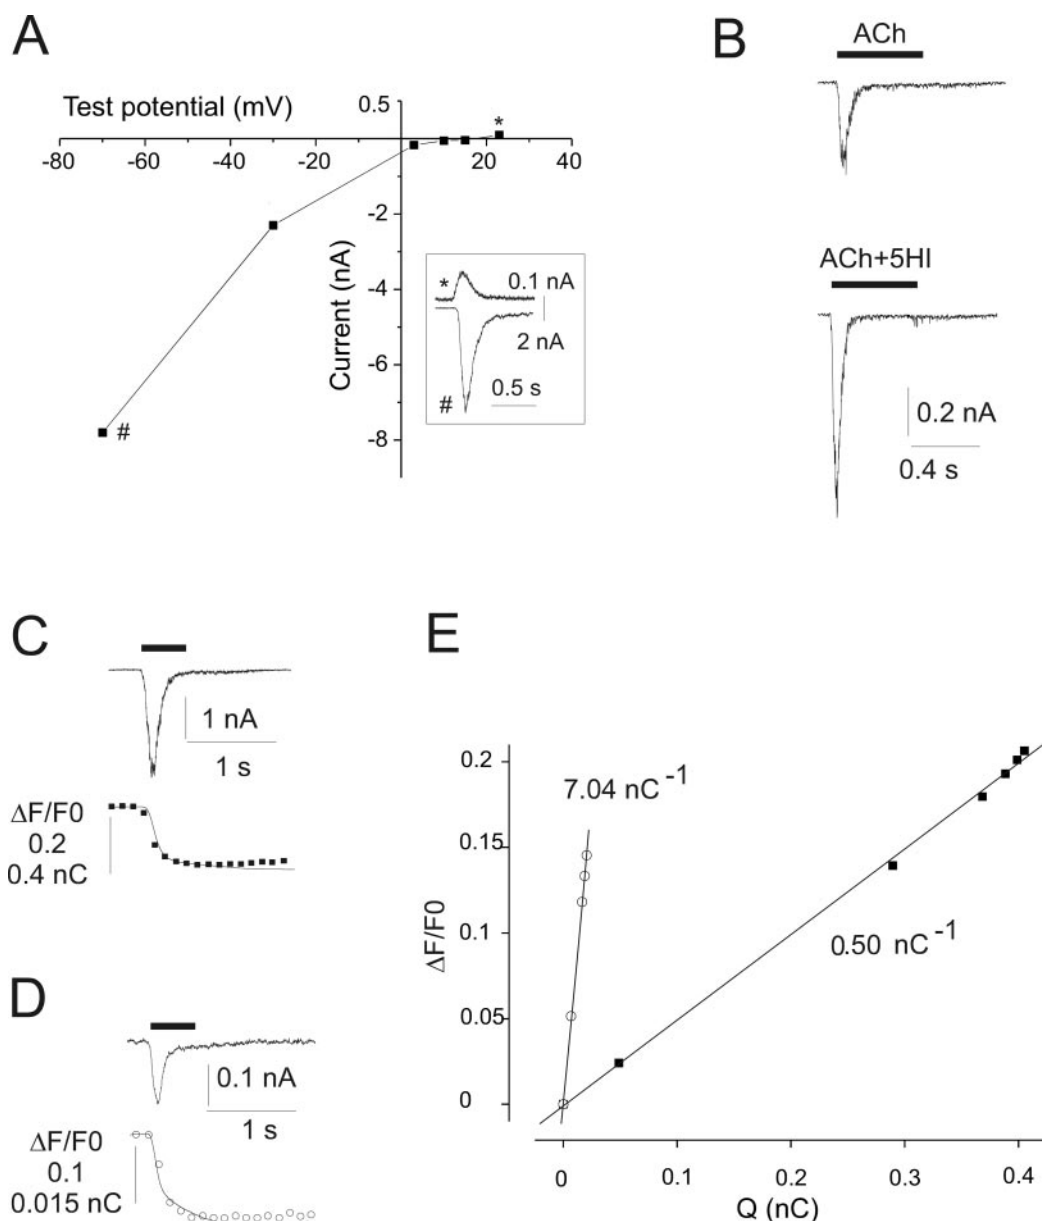 A
Test potential (mV)
0.5
*
-80 -60 -40 -20 20 40
-2
-4
-6
-8
Current (nA)
#
*
0.1 nA
2 nA
0.5 s
#
B
ACh
ACh+5HI
0.2 nA
0.4 s
C
1 nA
1 s
ΔF/F0
0.2
0.4 nC
D
0.1 nA
1 s
ΔF/F0
0.1
0.015 nC
E
0.2
0.15
0.1
0.05
0
ΔF/F0
7.04 nC-1
0.50 nC-1
0 0.1 0.2 0.3 0.4
Q (nC)